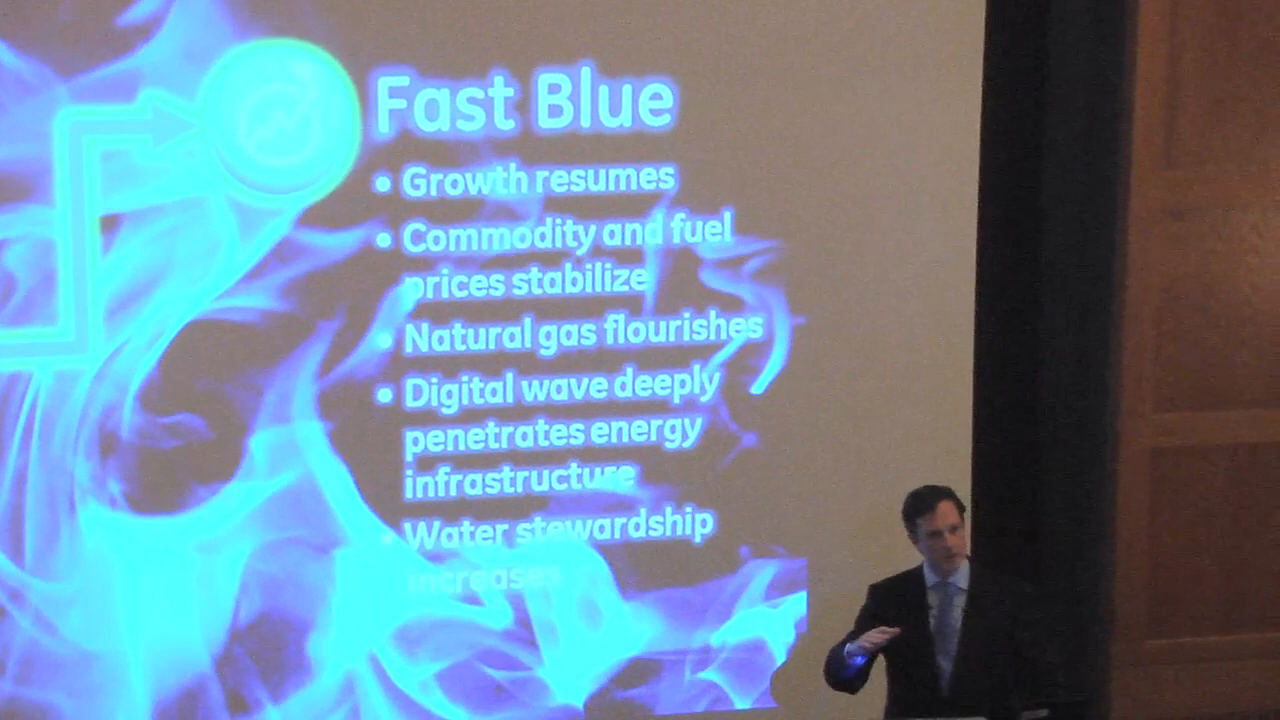 Fast Blue
• Growth resumes
• Commodity and fuel
prices stabilize
• Natural gas flourishes
• Digital wave deeply
penetrates energy
infrastructure
• Water stewardship
increases